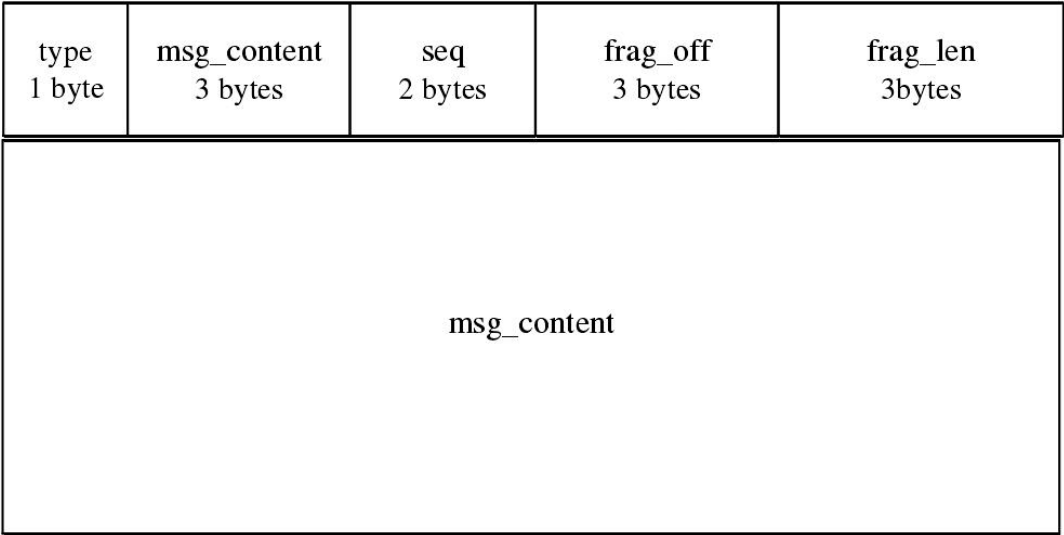 type msg_content seq frag_off frag_len
1 byte 3 bytes 2 bytes 3 bytes 3bytes
msg_content